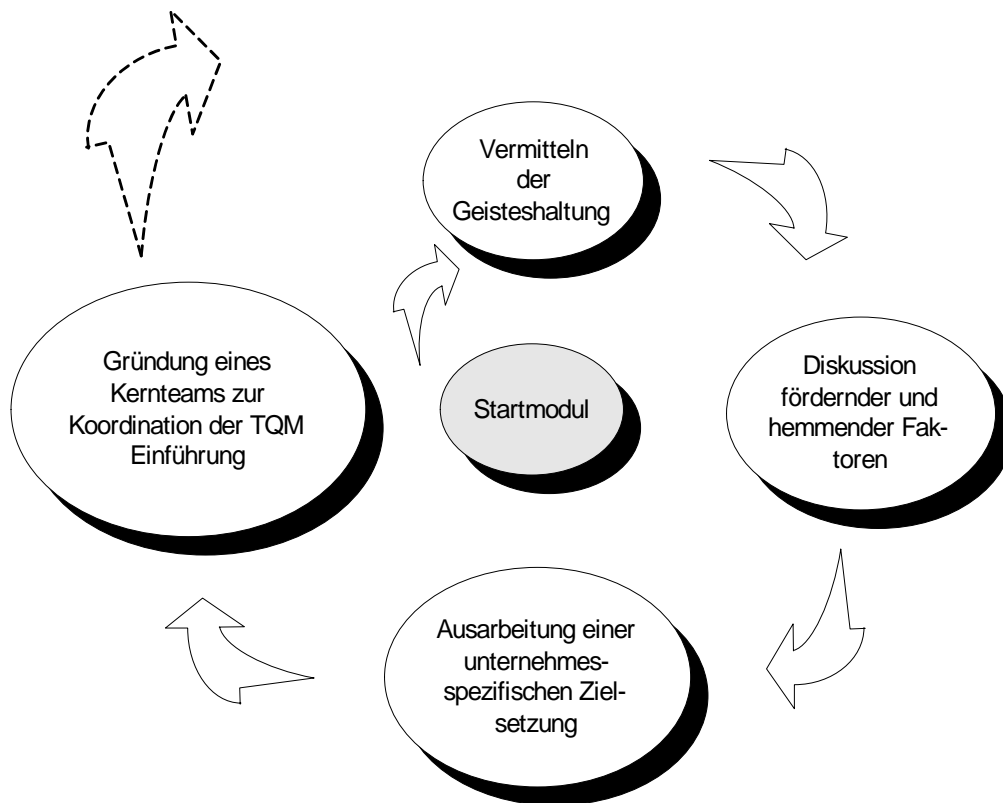 Vermitteln
der
Geisteshaltung
Diskussion
fördernder und
hemmender Fak-
toren
Ausarbeitung einer
unternehmes-
spezifischen Ziel-
setzung
Gründung eines
Kernteams zur
Koordination der TQM
Einführung
Startmodul